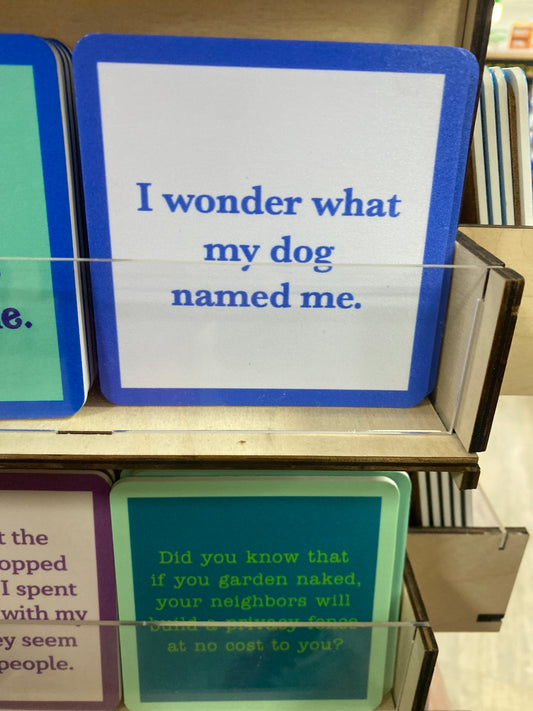 I wonder what
my dog
named me.
e.
t the
opped
I spent
with my
ey seem
people.
Did you know that
if you garden naked,
your neighbors will
build a privacy fence
at no cost to you?